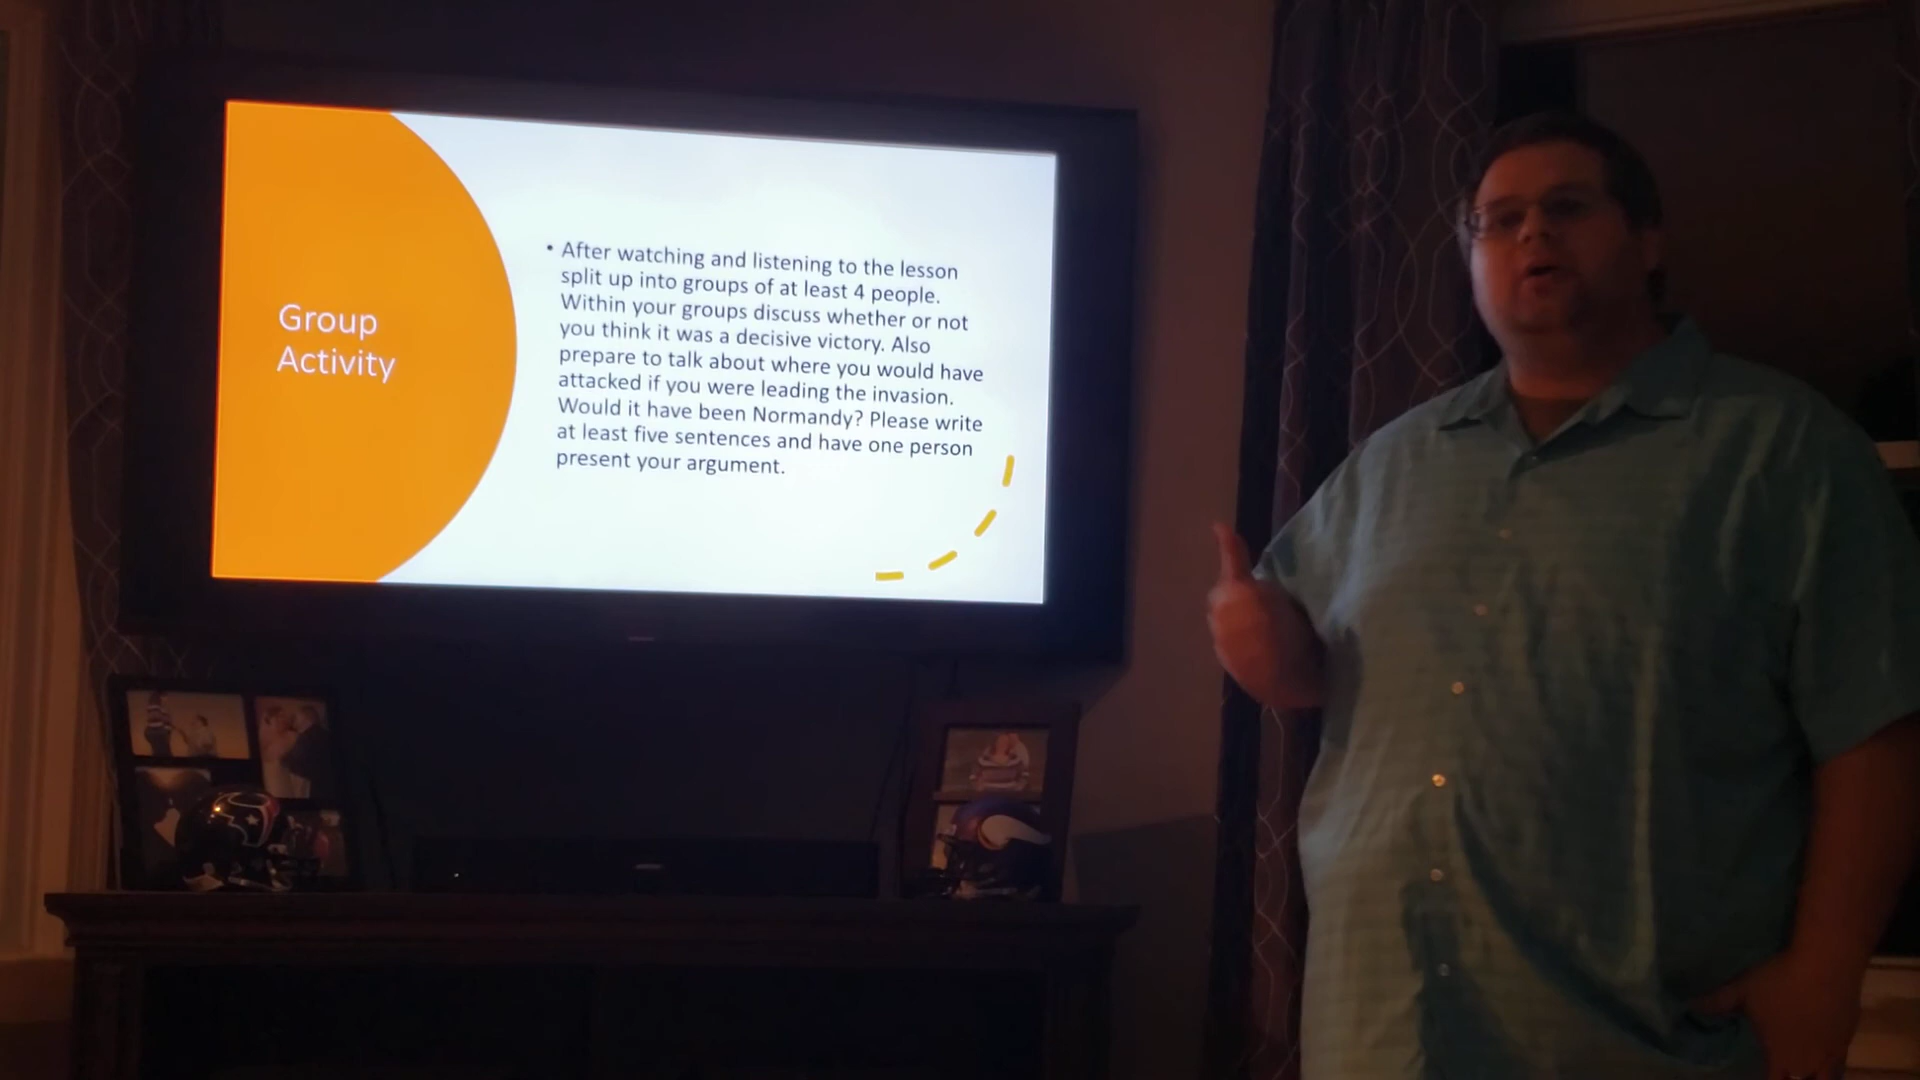 Group
Activity
• After watching and listening to the lesson
split up into groups of at least 4 people.
Within your groups discuss whether or not
you think it was a decisive victory. Also
prepare to talk about where you would have
attacked if you were leading the invasion.
Would it have been Normandy? Please write
at least five sentences and have one person
present your argument.